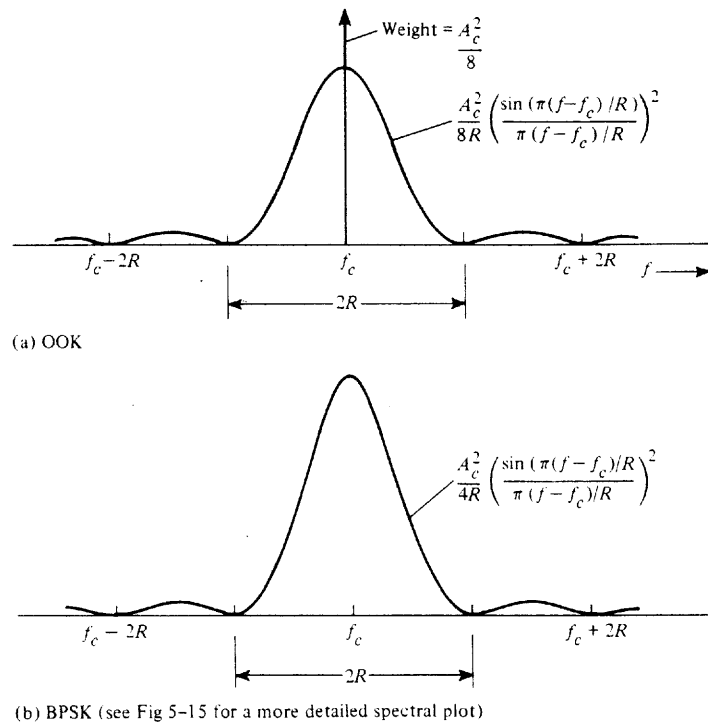 Weight = A_c^2 / 8
A_c^2 / 8R ( sin (π(f−f_c)/R) / π (f−f_c)/R )^2
f_c − 2R f_c f_c + 2R f
2R
(a) OOK
A_c^2 / 4R ( sin (π(f−f_c)/R / π (f−f_c)/R )^2
f_c − 2R f_c f_c + 2R
2R
(b) BPSK (see Fig 5–15 for a more detailed spectral plot)